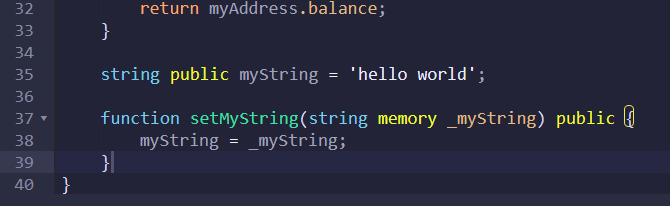 32 return myAddress.balance;
33 }
34
35 string public myString = 'hello world';
36
37 function setMyString(string memory _myString) public {
38 myString = _myString;
39 }
40 }